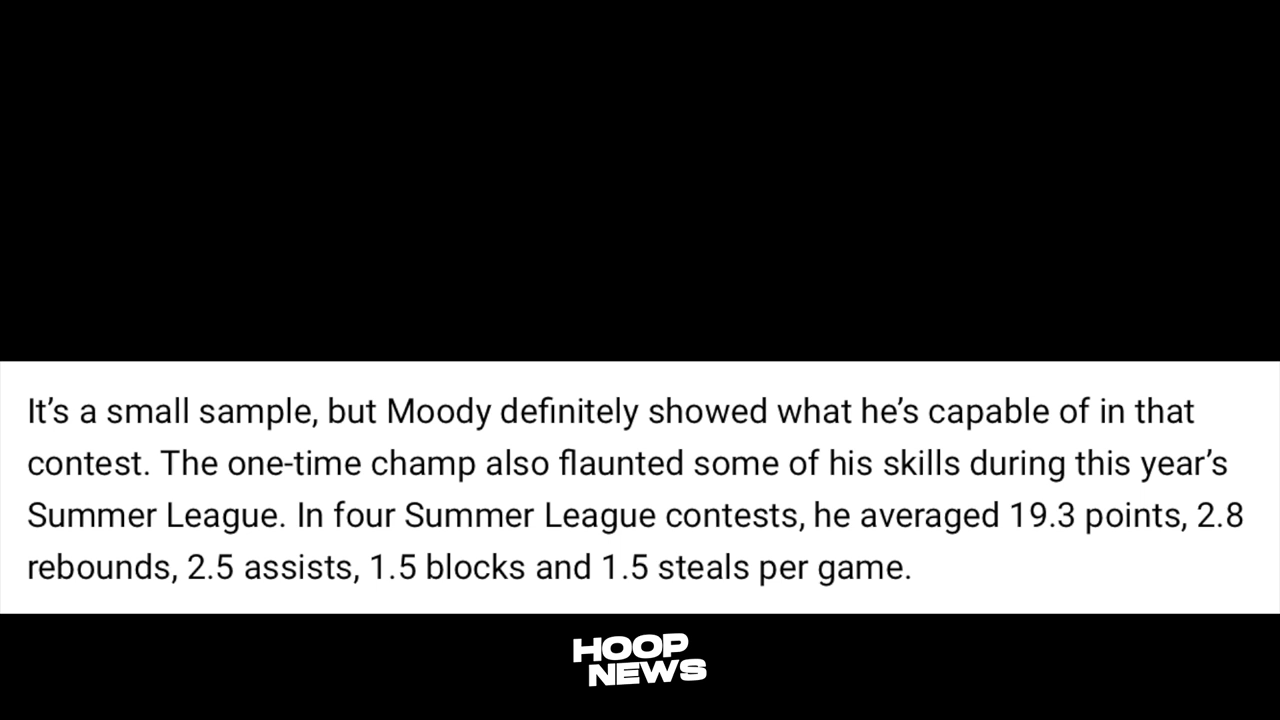 It’s a small sample, but Moody definitely showed what he’s capable of in that
contest. The one-time champ also flaunted some of his skills during this year’s
Summer League. In four Summer League contests, he averaged 19.3 points, 2.8
rebounds, 2.5 assists, 1.5 blocks and 1.5 steals per game.
HOOP
NEWS